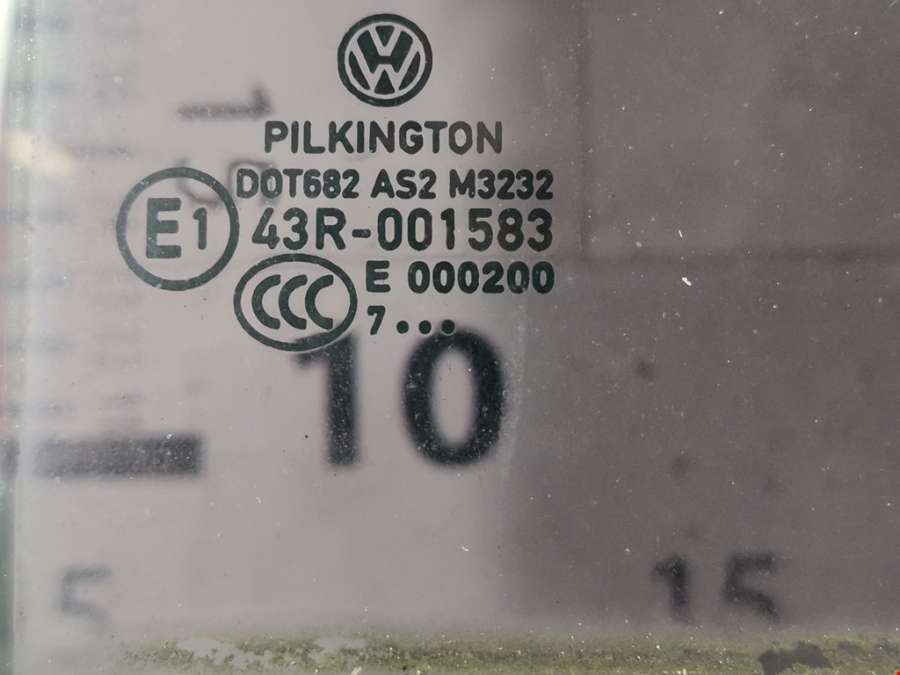 PILKINGTON
DOT682 AS2 M3232
E1 43R-001583
CCC E 000200
7...
10
5
15